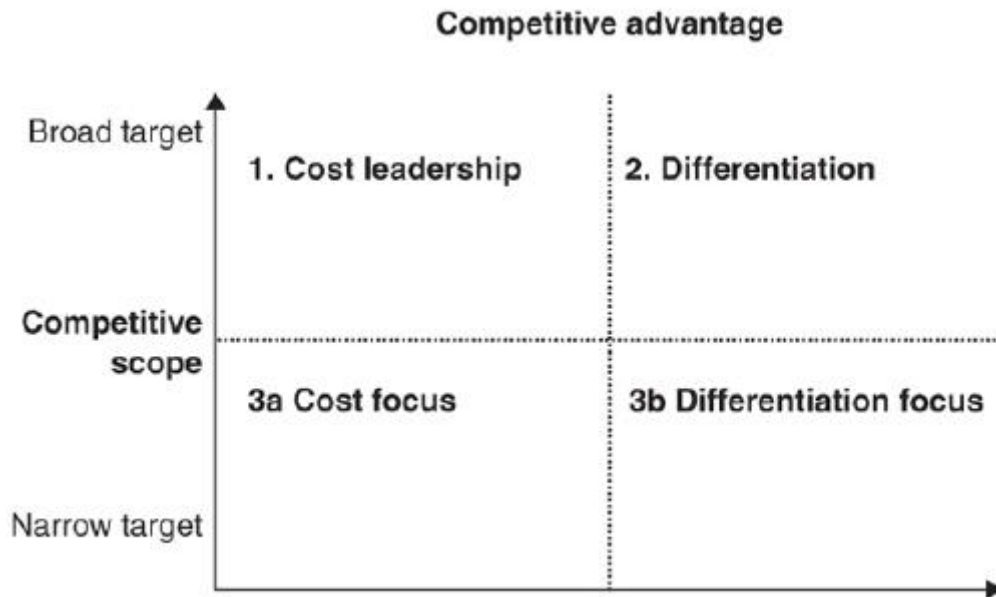 Competitive advantage
Broad target
1. Cost leadership
2. Differentiation
Competitive
scope
3a Cost focus
3b Differentiation focus
Narrow target